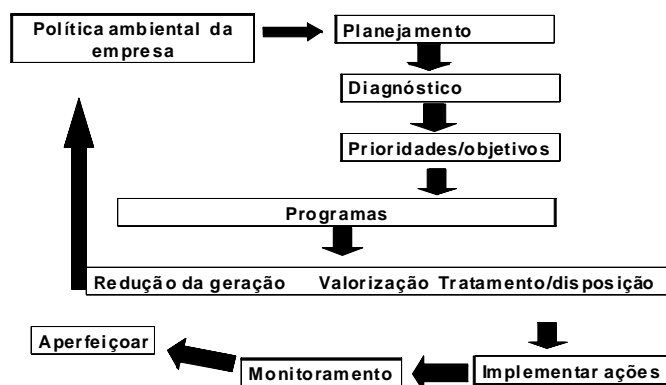 Política ambiental da
empresa
Planejamento
Diagnóstico
Prioridades/objetivos
Programas
Redução da geração Valorização Tratamento/disposição
Aperfeiçoar
Monitoramento
Implementar ações